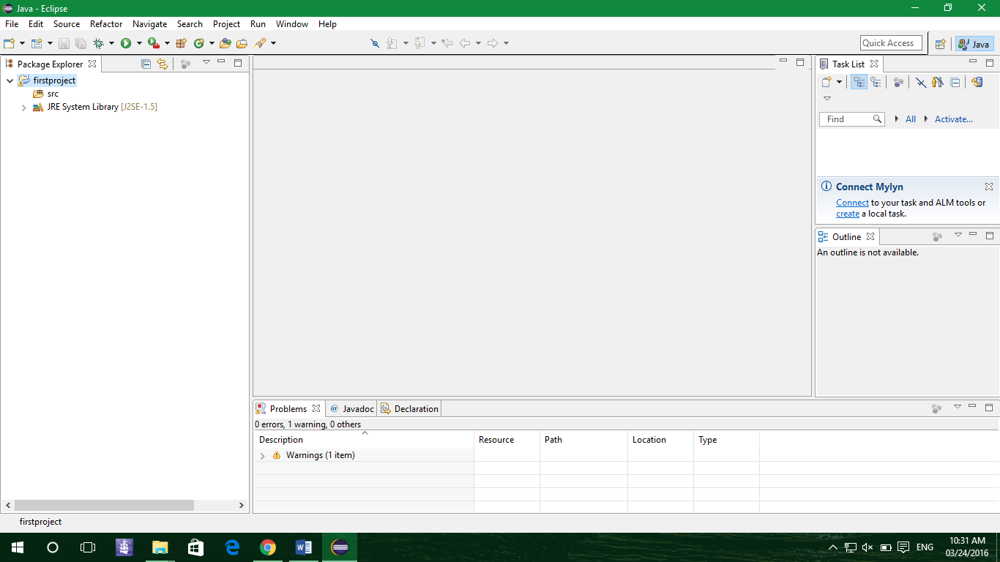 Java - Eclipse
File Edit Source Refactor Navigate Search Project Run Window Help
Quick Access
Java
Package Explorer
firstproject
src
JRE System Library [J2SE-1.5]
Task List
Find
All
Activate...
Connect Mylyn
Connect to your task and ALM tools or
create a local task.
Outline
An outline is not available.
Problems @ Javadoc Declaration
0 errors, 1 warning, 0 others
Description Resource Path Location Type
Warnings (1 item)
firstproject
ENG
10:31 AM
03/24/2016